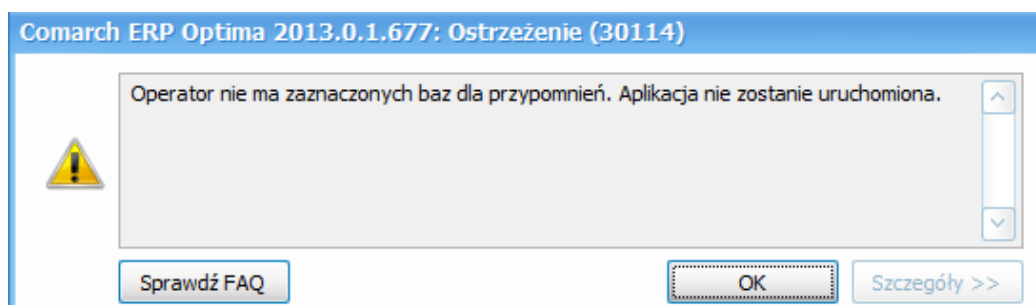 Comarch ERP Optima 2013.0.1.677: Ostrzeżenie (30114)
Operator nie ma zaznaczonych baz dla przypomnień. Aplikacja nie zostanie uruchomiona.
Sprawdź FAQ
OK
Szczegóły >>